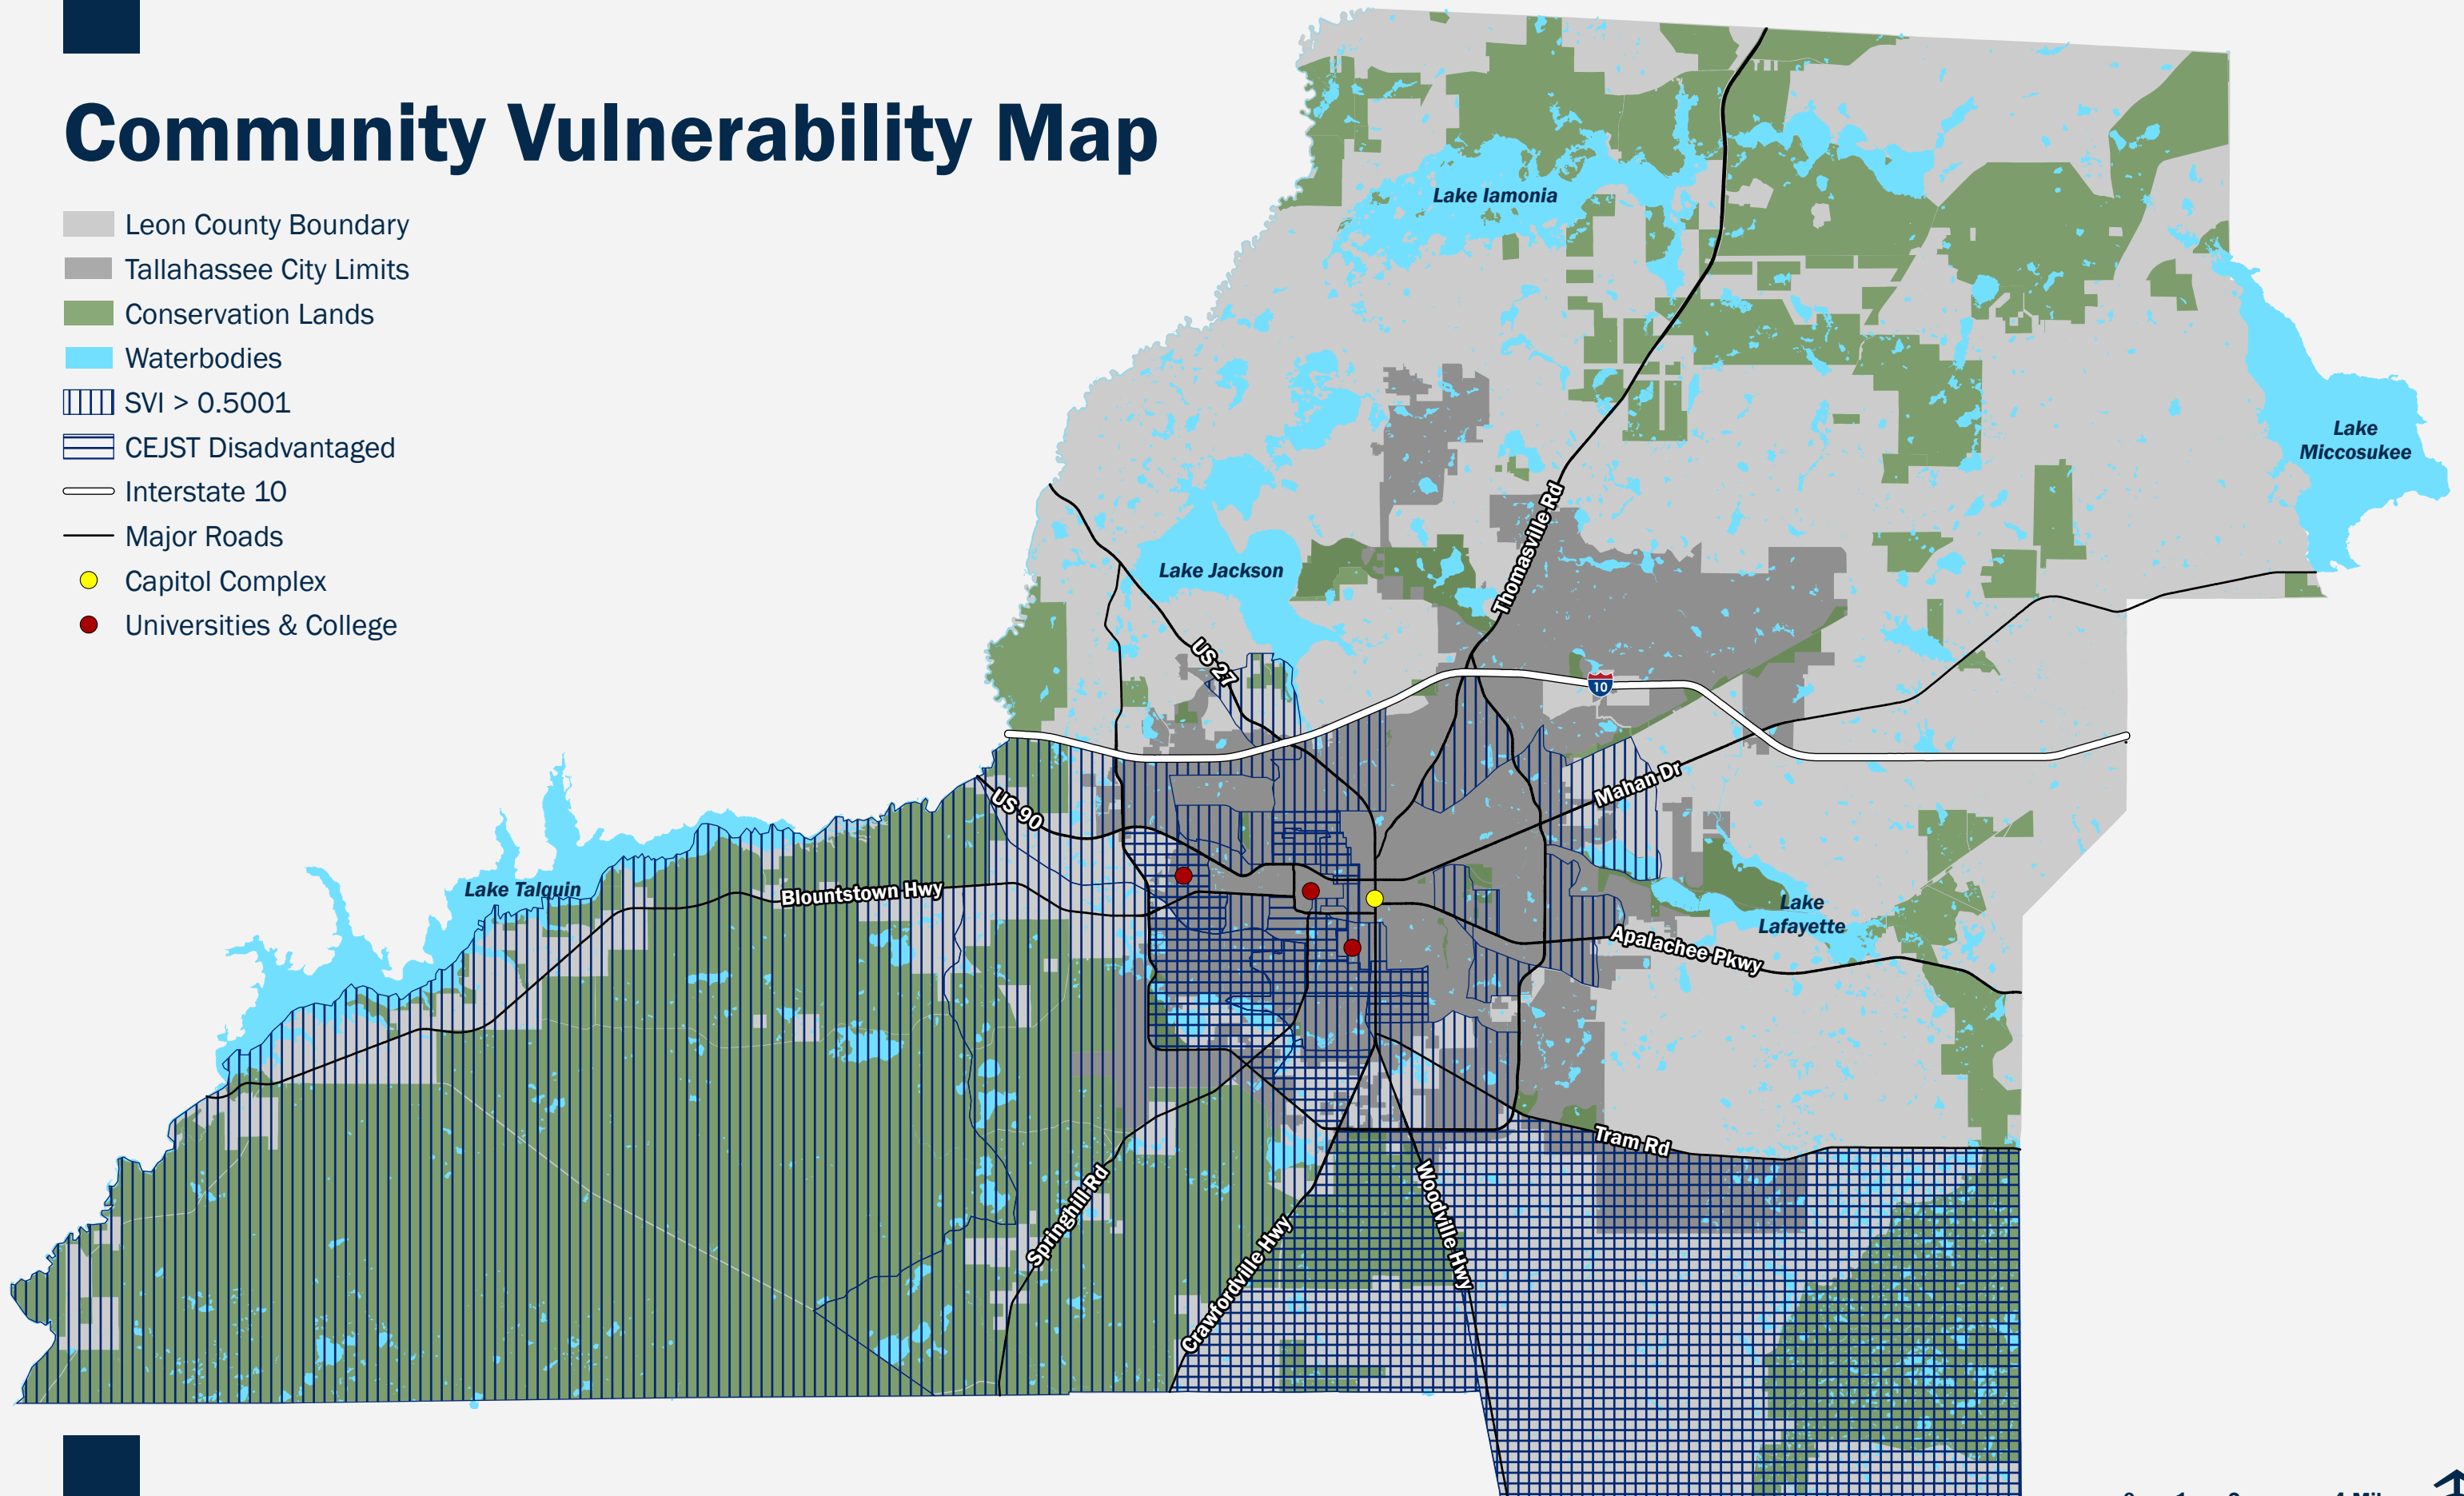 Community Vulnerability Map
Leon County Boundary
Tallahassee City Limits
Conservation Lands
Waterbodies
SVI > 0.5001
CEJST Disadvantaged
Interstate 10
Major Roads
Capitol Complex
Universities & College
Lake Iamonia
Lake
Miccosukee
Thomasville Rd
Lake Jackson
US 27
10
Mahan Dr
US 90
Lake Talquin
Blountstown Hwy
Lake
Lafayette
Apalachee Pkwy
Tram Rd
Springhill Rd
Crawfordville Hwy
Woodville Hwy